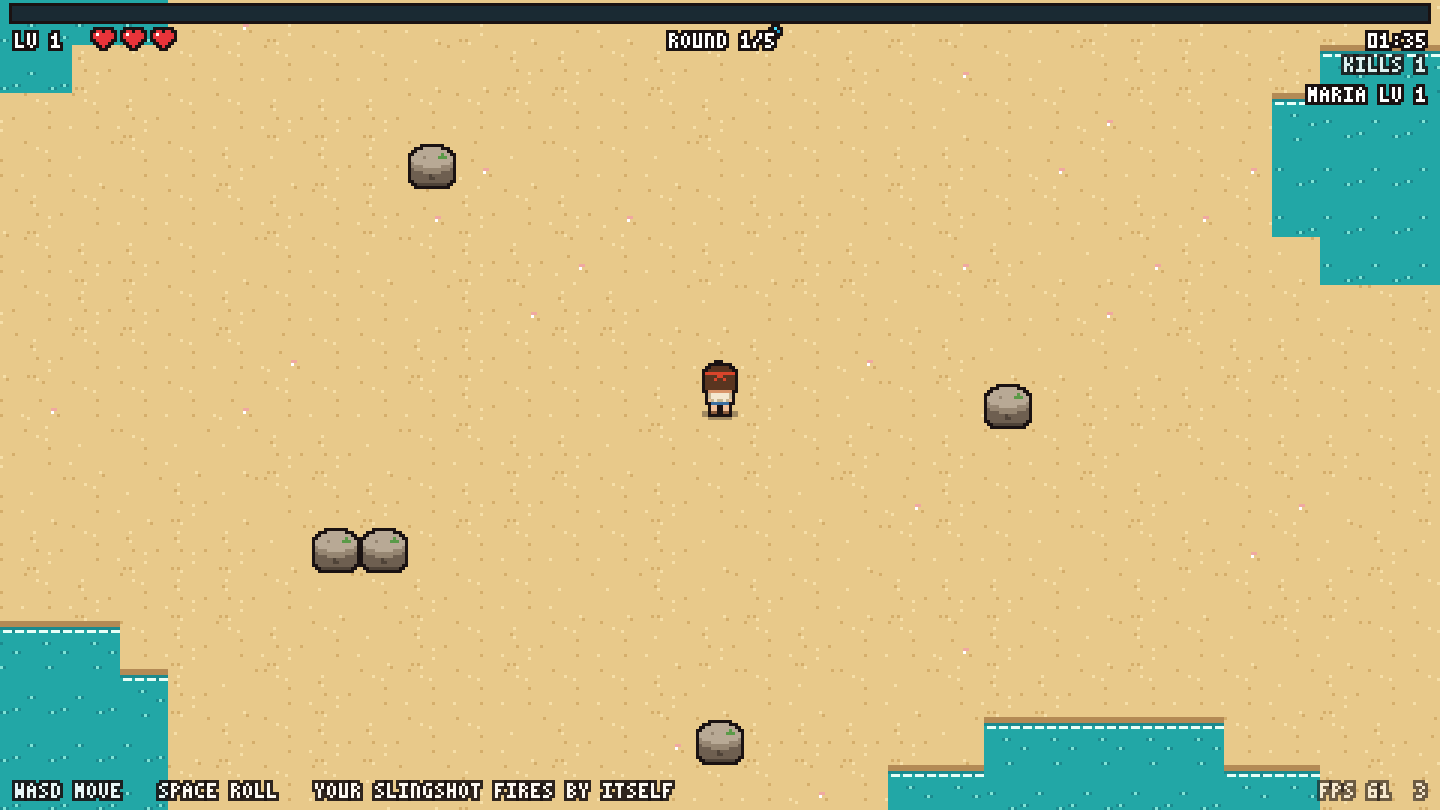 LV 1
ROUND 1/5
01:35
KILLS 1
MARIA LV 1
WASD MOVE SPACE ROLL YOUR SLINGSHOT FIRES BY ITSELF
FPS 61 3